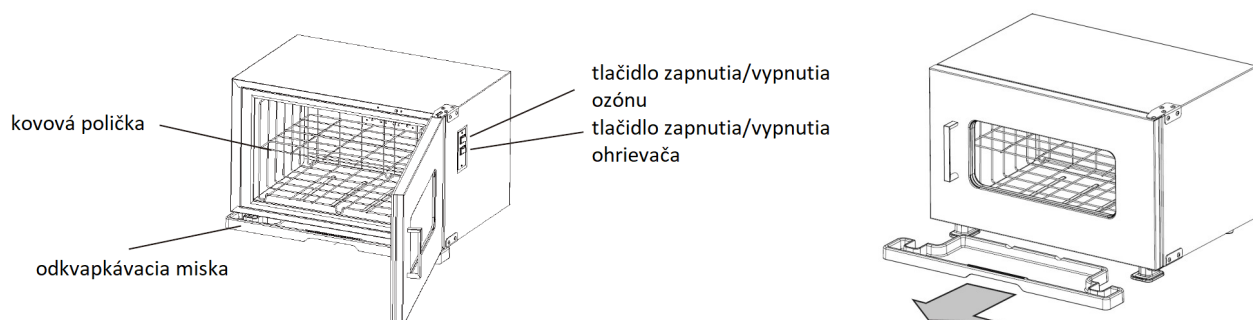 tlačidlo zapnutia/vypnutia
ozónu
kovová polička
tlačidlo zapnutia/vypnutia
ohrievača
odkvapkávacia miska